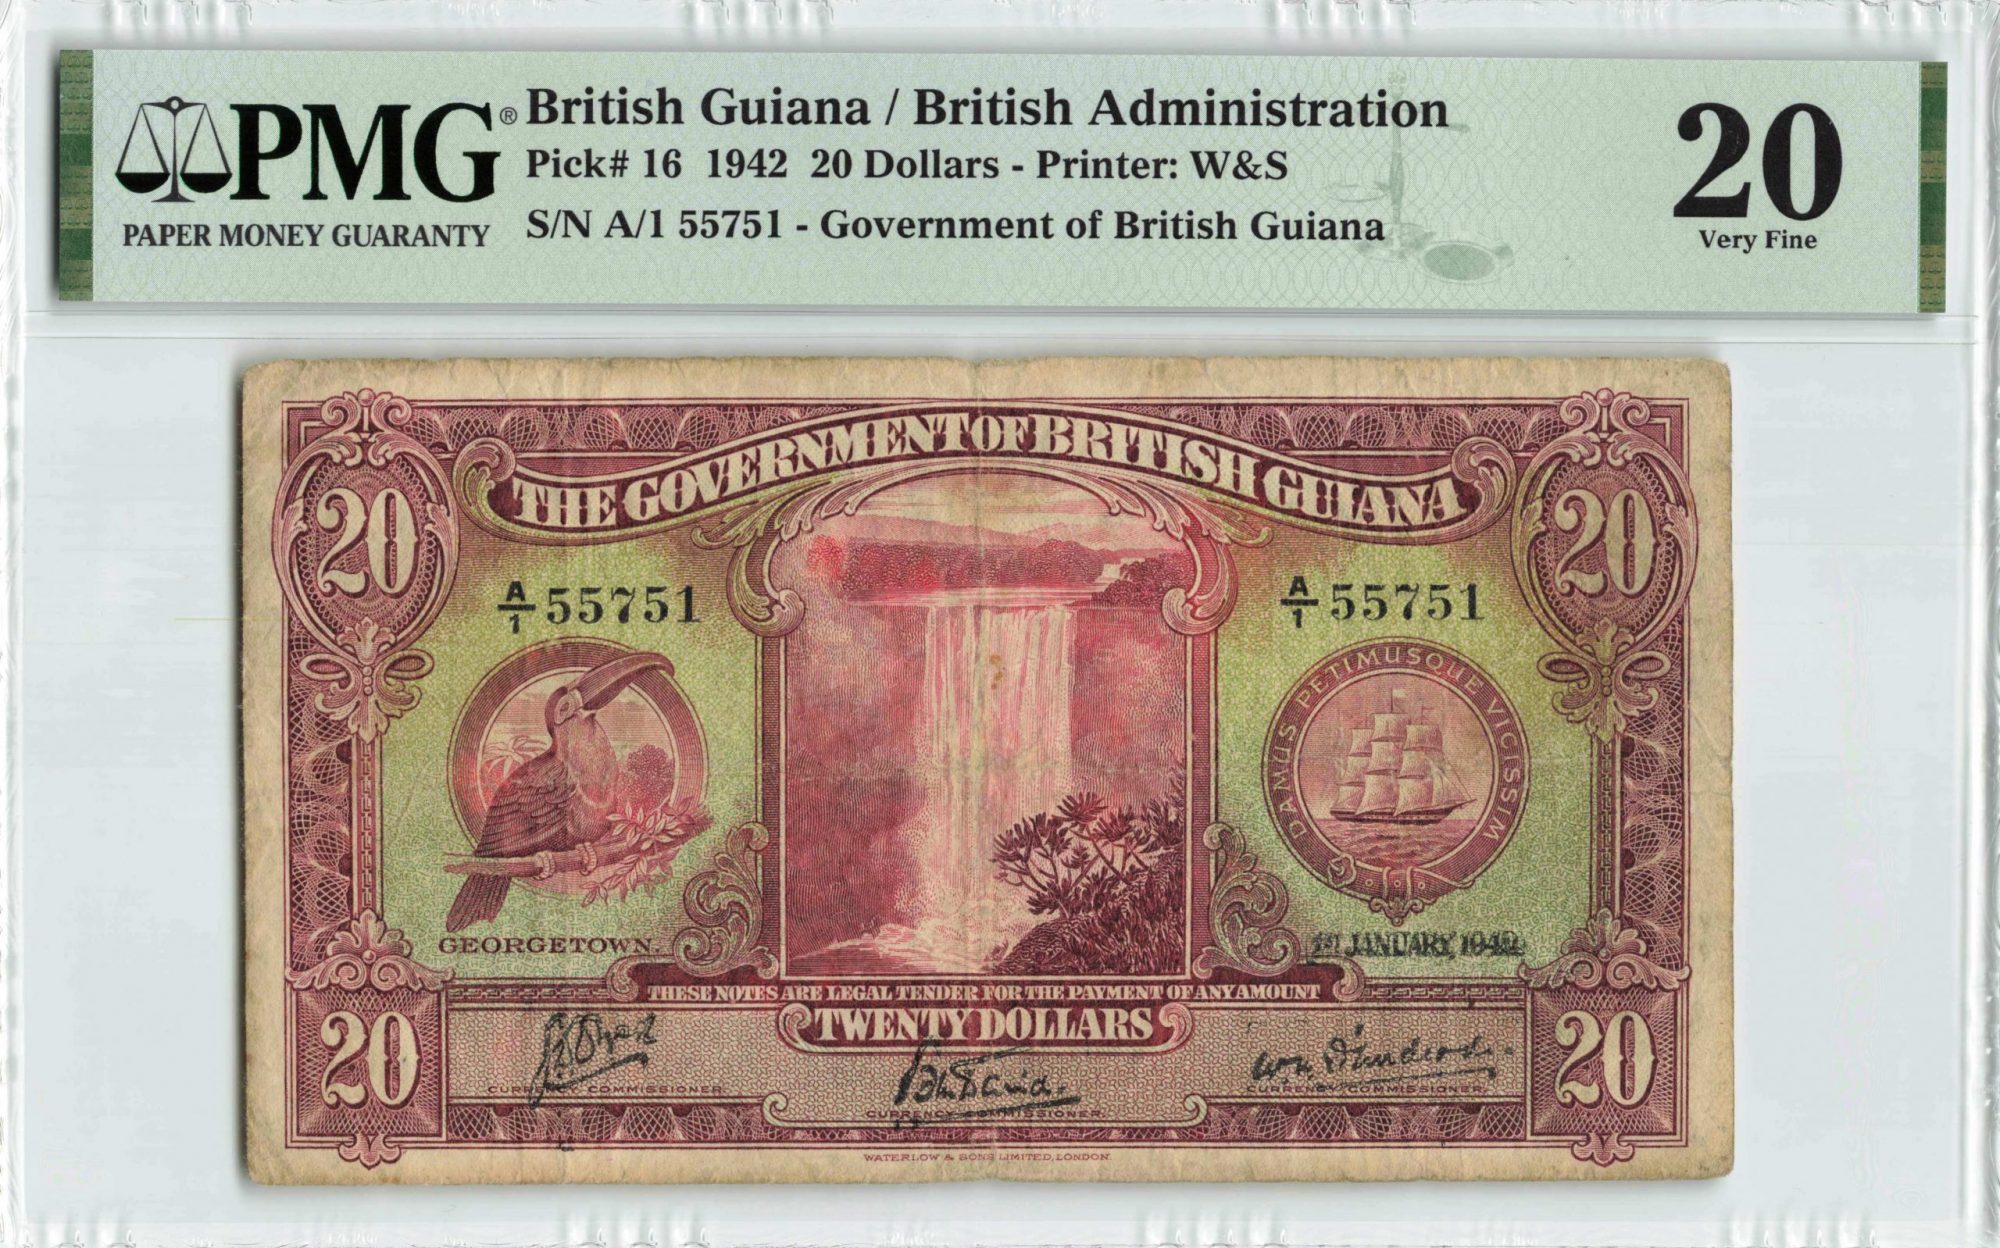 PMG®
PAPER MONEY GUARANTY
British Guiana / British Administration
Pick# 16 1942 20 Dollars - Printer: W&S
S/N A/1 55751 - Government of British Guiana
20
Very Fine
THE GOVERNMENT OF BRITISH GUIANA
20
20
A/1 55751
A/1 55751
DAMUS PETIMUSQUE VICISSIM
GEORGETOWN.
1ST JANUARY, 1942.
THESE NOTES ARE LEGAL TENDER FOR THE PAYMENT OF ANY AMOUNT
TWENTY DOLLARS
20
20
CURRENCY COMMISSIONER.
CURRENCY COMMISSIONER.
CURRENCY COMMISSIONER.
WATERLOW & SONS LIMITED, LONDON.